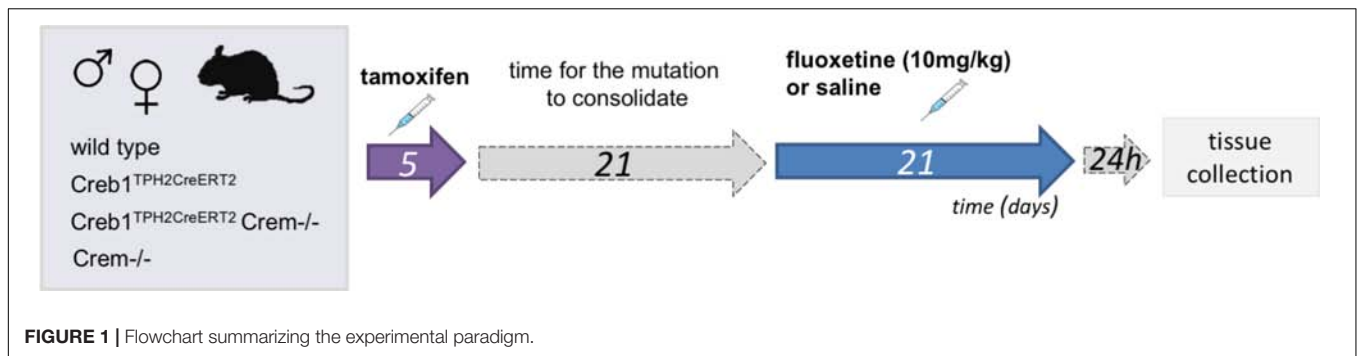 ♂ ♀
wild type
Creb1TPH2CreERT2
Creb1TPH2CreERT2 Crem-/-
Crem-/-
tamoxifen
5
time for the mutation
to consolidate
21
fluoxetine (10mg/kg)
or saline
21
time (days)
24h
tissue
collection
FIGURE 1 | Flowchart summarizing the experimental paradigm.